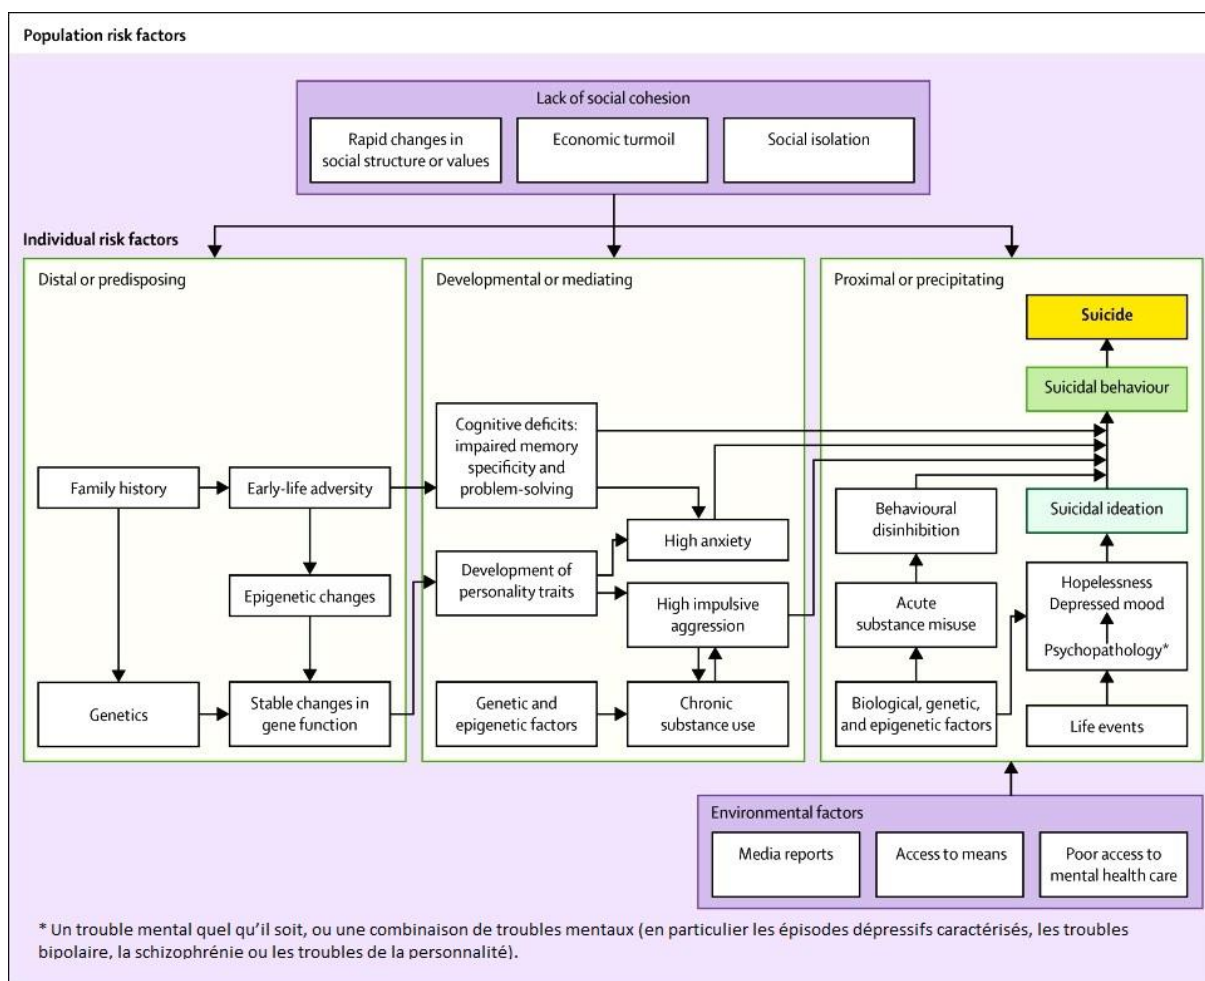 Population risk factors
Lack of social cohesion
Rapid changes in
social structure or values
Economic turmoil
Social isolation
Individual risk factors
Distal or predisposing
Family history
Early-life adversity
Epigenetic changes
Genetics
Stable changes in
gene function
Developmental or mediating
Cognitive deficits:
impaired memory
specificity and
problem-solving
High anxiety
Development of
personality traits
High impulsive
aggression
Genetic and
epigenetic factors
Chronic
substance use
Proximal or precipitating
Suicide
Suicidal behaviour
Suicidal ideation
Behavioural
disinhibition
Hopelessness
Depressed mood
Acute
substance misuse
Psychopathology*
Biological, genetic,
and epigenetic factors
Life events
Environmental factors
Media reports
Access to means
Poor access to
mental health care
* Un trouble mental quel qu'il soit, ou une combinaison de troubles mentaux (en particulier les épisodes dépressifs caractérisés, les troubles
bipolaire, la schizophrénie ou les troubles de la personnalité).